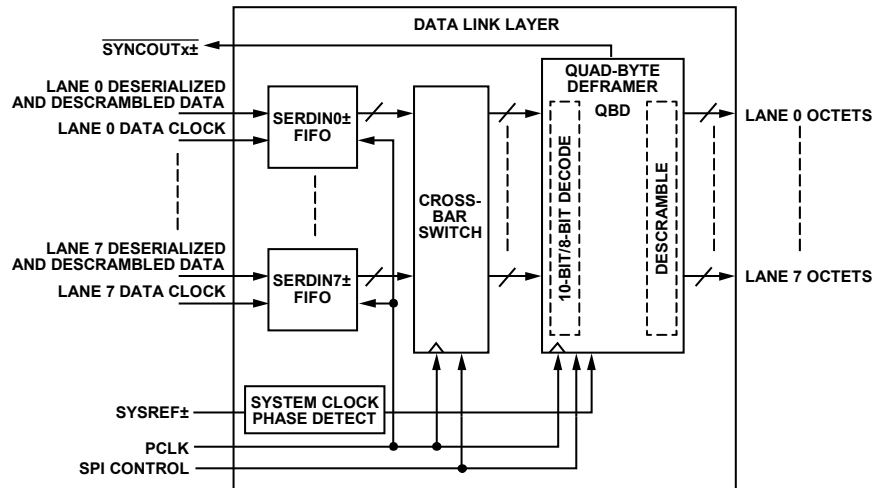 DATA LINK LAYER
SYNCOUTx±
QUAD-BYTE
DEFRAMER
QBD
LANE 0 DESERIALIZED
AND DESCRAMBLED DATA
LANE 0 DATA CLOCK
SERDIN0±
FIFO
LANE 0 OCTETS
CROSS-
BAR
SWITCH
10-BIT/8-BIT DECODE
DESCRAMBLE
LANE 7 DESERIALIZED
AND DESCRAMBLED DATA
LANE 7 DATA CLOCK
SERDIN7±
FIFO
LANE 7 OCTETS
SYSREF±
SYSTEM CLOCK
PHASE DETECT
PCLK
SPI CONTROL